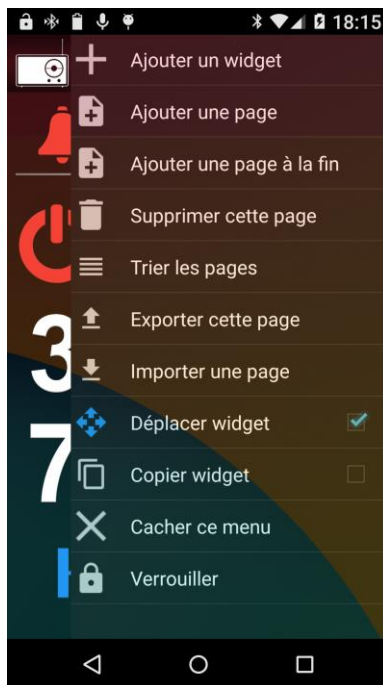 18:15
Ajouter un widget
Ajouter une page
Ajouter une page à la fin
Supprimer cette page
Trier les pages
Exporter cette page
3
Importer une page
Déplacer widget
7
Copier widget
Cacher ce menu
Verrouiller